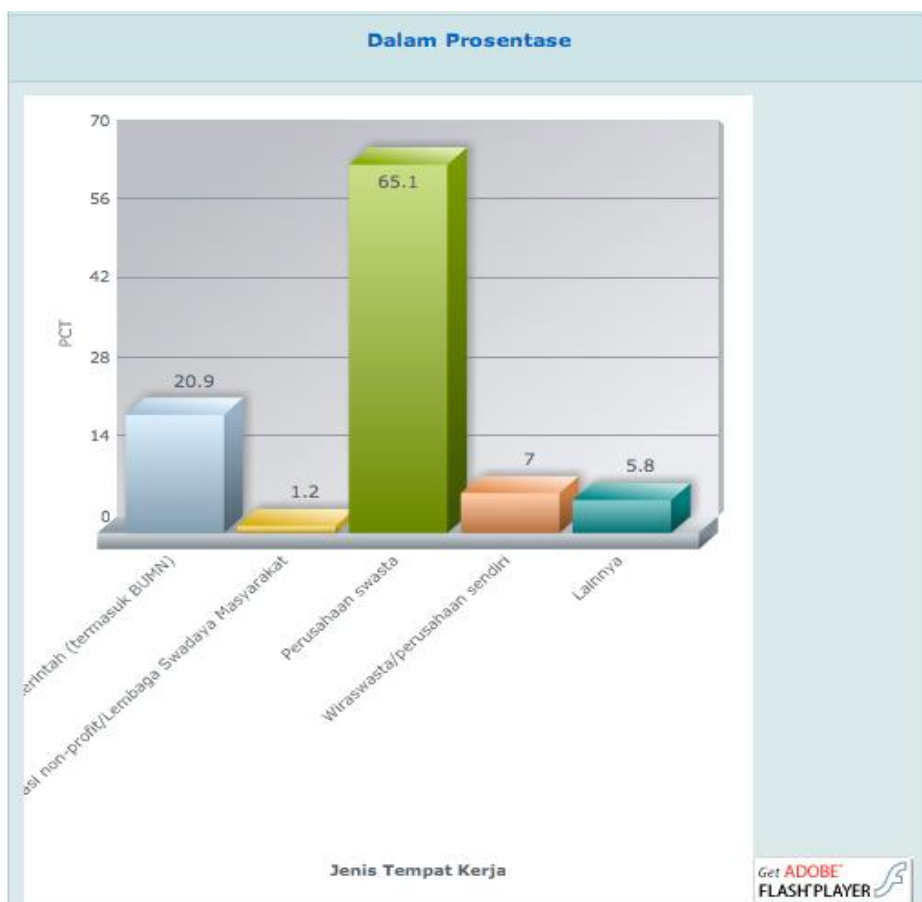 Dalam Prosentase
70
56
42
28
14
0
PCT
20.9
1.2
65.1
7
5.8
erintah (termasuk BUMN)
asi non-profit/Lembaga Swadaya Masyarakat
Perusahaan swasta
Wiraswasta/perusahaan sendiri
Lainnya
Jenis Tempat Kerja
Get ADOBE
FLASH PLAYER